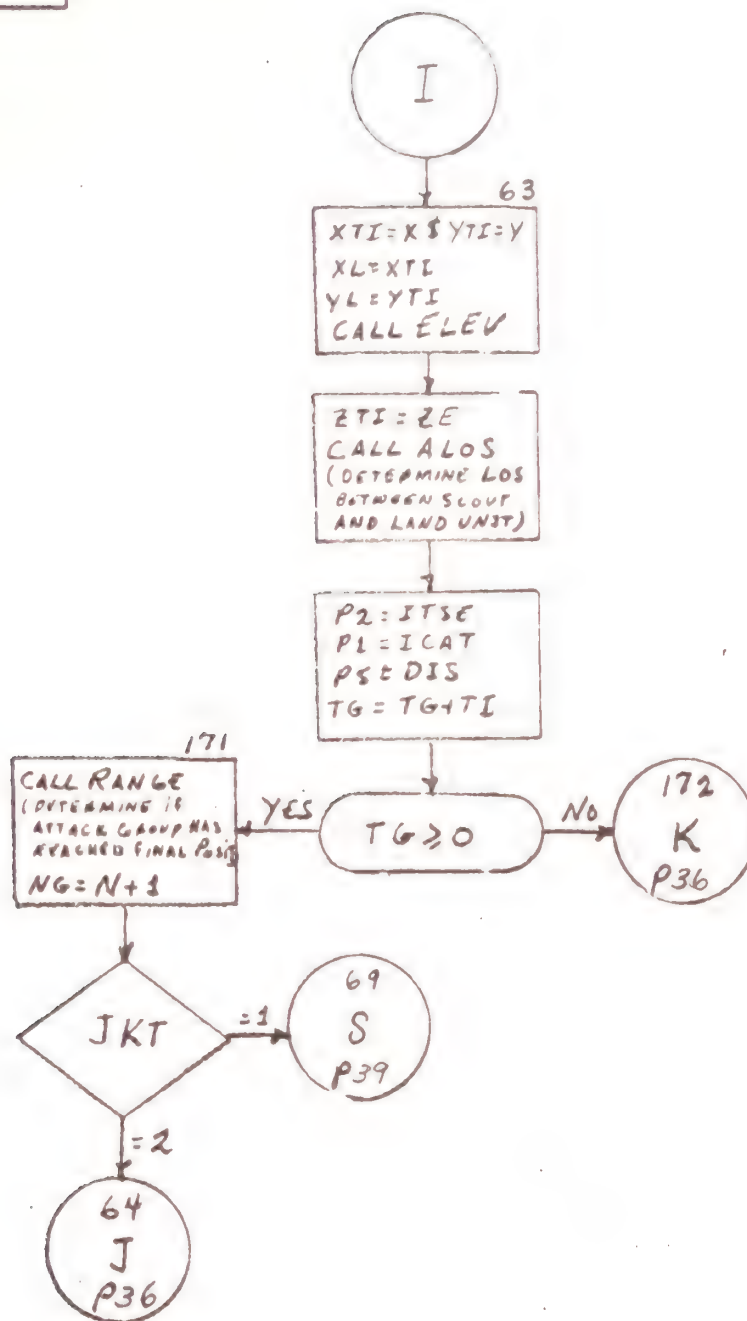 I
63
XTI=X $ YTI=Y
XL=XTI
YL=YTI
CALL ELEV
ZTI=ZE
CALL ALOS
(DETERMINE LOS
BETWEEN SCOUT
AND LAND UNIT)
P2=ITSE
P1=ICAT
P5=DIS
TG=TG+TI
171
CALL RANGE
(DETERMINE IF
ATTACK GROUP HAS
REACHED FINAL POSIT
NG=N+1
YES
TG≥0
NO
172
K
P36
JKT
=1
69
S
P39
=2
64
J
P36